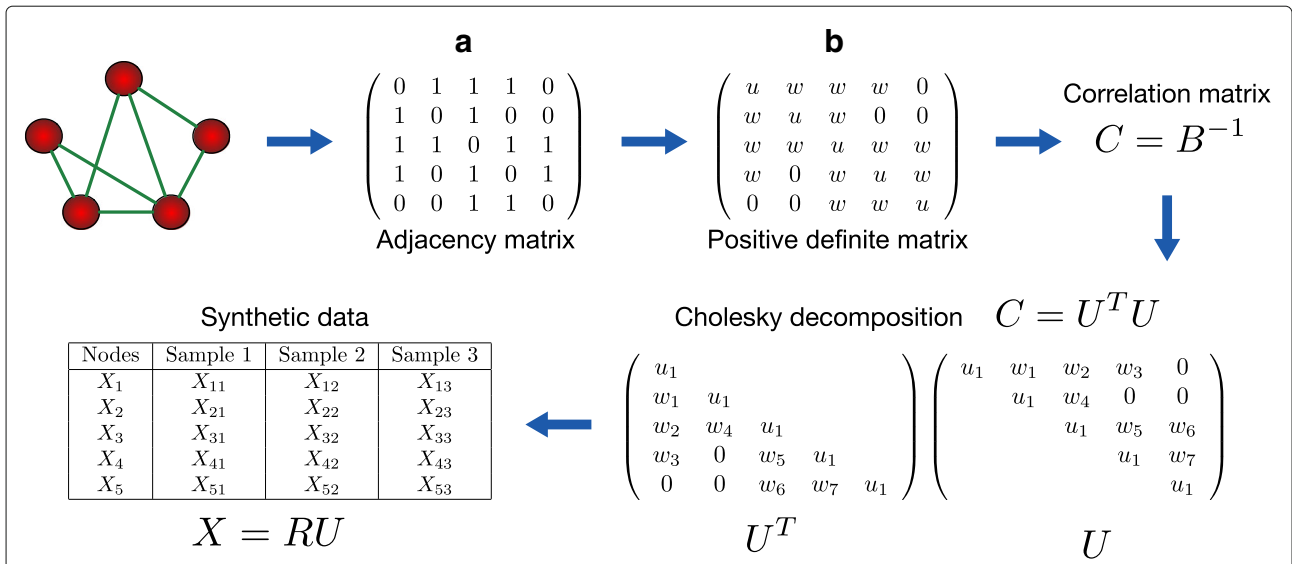 a
0 1 1 1 0
1 0 1 0 0
1 1 0 1 1
1 0 1 0 1
0 0 1 1 0
Adjacency matrix
b
u w w w 0
w u w 0 0
w w u w w
w 0 w u w
0 0 w w u
Positive definite matrix
Correlation matrix
C = B⁻¹
Cholesky decomposition
C = UᵀU
u₁
w₁ u₁
w₂ w₄ u₁
w₃ 0 w₅ u₁
0 0 w₆ w₇ u₁
Uᵀ
u₁ w₁ w₂ w₃ 0
u₁ w₄ 0 0
u₁ w₅ w₆
u₁ w₇
u₁
U
Synthetic data
Nodes Sample 1 Sample 2 Sample 3
X₁ X₁₁ X₁₂ X₁₃
X₂ X₂₁ X₂₂ X₂₃
X₃ X₃₁ X₃₂ X₃₃
X₄ X₄₁ X₄₂ X₄₃
X₅ X₅₁ X₅₂ X₅₃
X = RU